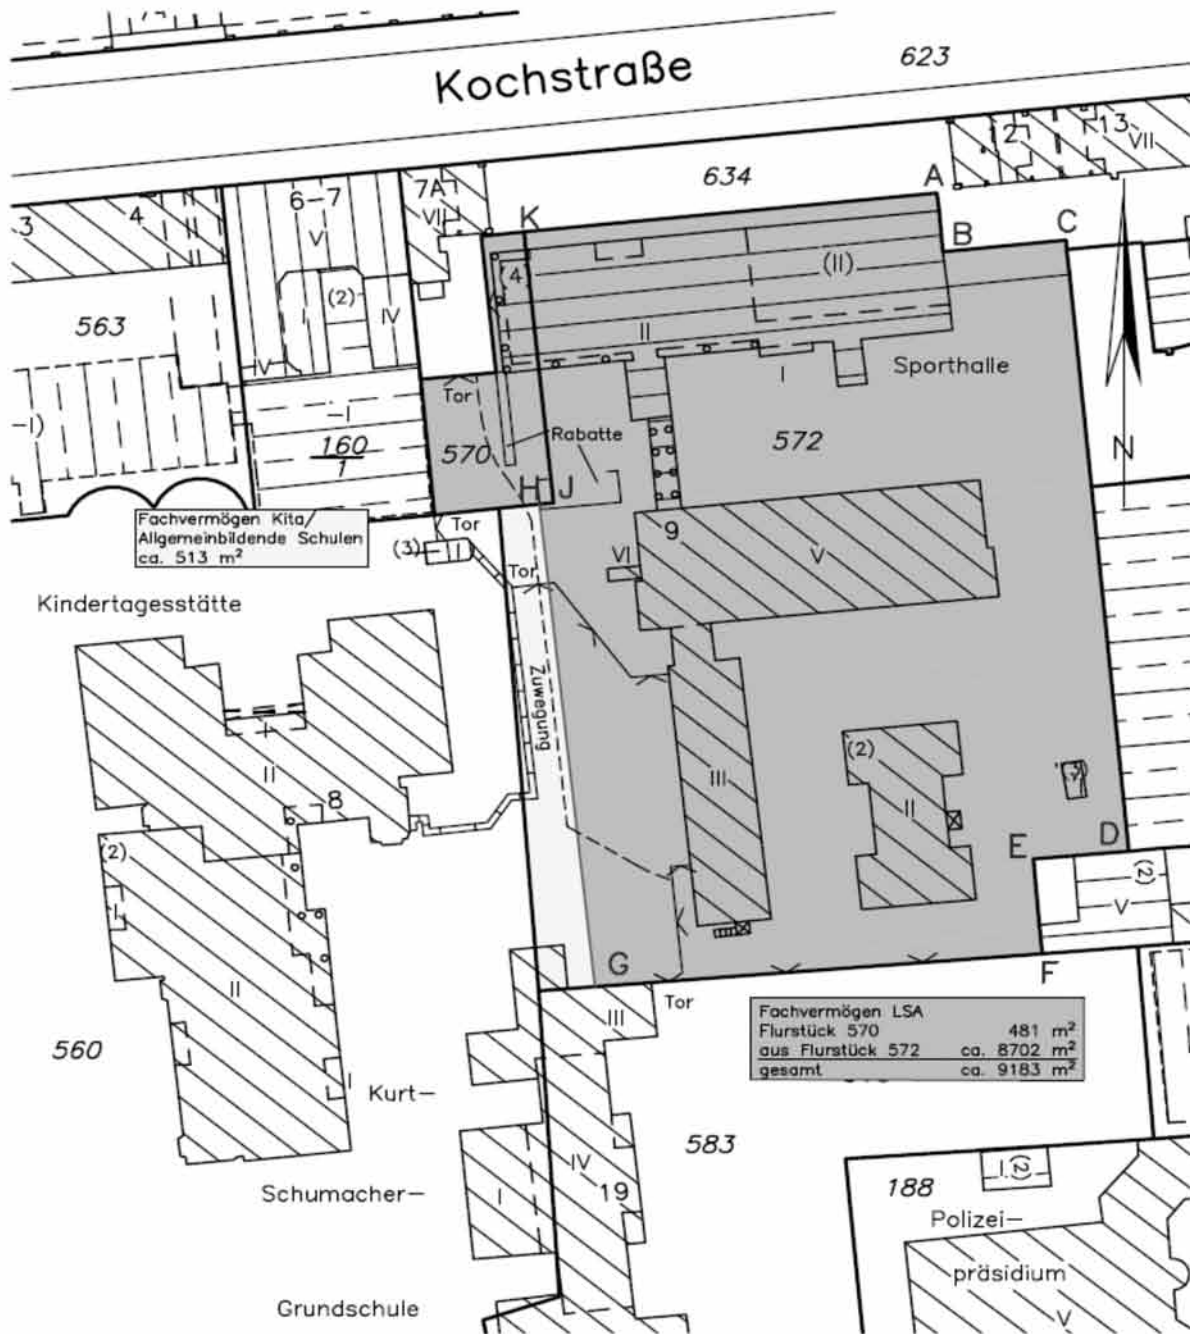 Kochstraße
623
634
A
12
13
VII
3
4
6-7
V
7A
VII
K
B
C
(4)
(II)
563
(2)
I
IV
II
IV
Sporthalle
I
Tor
-I)
-I
160
1
570
Rabatte
572
N
H
J
Fachvermögen Kita/
Allgemeinbildende Schulen
ca. 513 m²
Tor
(3)
I
Tor
9
VI
V
Kindertagesstätte
Zuwegung
(2)
III
II
II
I
8
(2)
E
D
(2)
V
I
G
F
II
III
Tor
Fachvermögen LSA
Flurstück 570 481 m²
aus Flurstück 572 ca. 8702 m²
gesamt ca. 9183 m²
560
I
Kurt-
583
IV
I
19
188
I
(2)
Schumacher-
Polizei-
präsidium
V
Grundschule